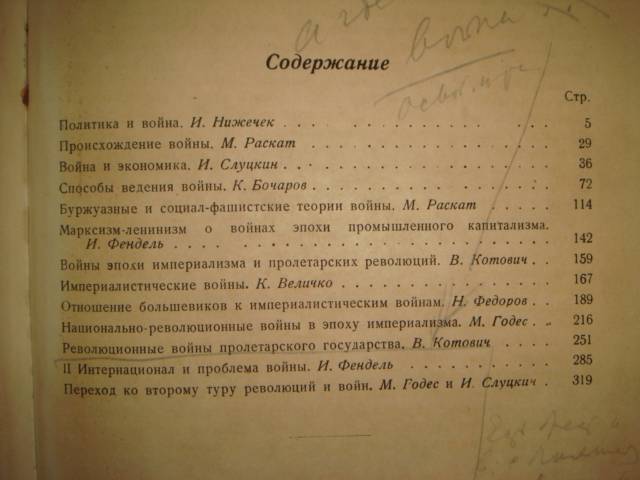 а где
война
Содержание
Стр.
Политика и война. И. Нижечек . . . . . . . . . . . . 5
Происхождение войны. М. Раскат . . . . . . . . . . . . 29
Война и экономика. И. Слуцкин . . . . . . . . . . . . 36
Способы ведения войны. К. Бочаров . . . . . . . . . . . 72
Буржуазные и социал-фашистские теории войны. М. Раскат . . . . 114
Марксизм-ленинизм о войнах эпохи промышленного капитализма.
И. Фендель . . . . . . . . . . . . . . . . 142
Войны эпохи империализма и пролетарских революций. В. Котович . . 159
Империалистические войны. К. Величко . . . . . . . . . . 167
Отношение большевиков к империалистическим войнам. Н. Федоров . . 189
Национально-революционные войны в эпоху империализма. М. Годес . . 216
Революционные войны пролетарского государства. В. Котович . . . . 251
II Интернационал и проблема войны. И. Фендель . . . . . . . 285
Переход ко второму туру революций и войн. М. Годес и И. Слуцкич . 319